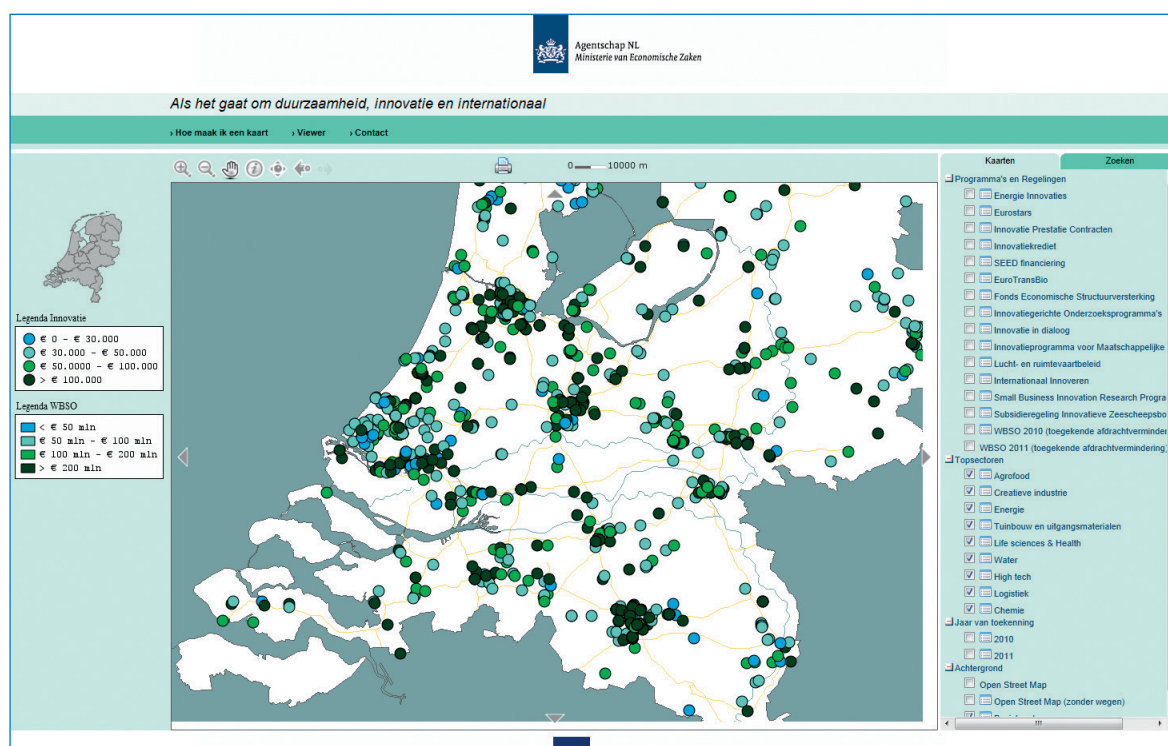 Agentschap NL
Ministerie van Economische Zaken
Als het gaat om duurzaamheid, innovatie en internationaal
› Hoe maak ik een kaart › Viewer › Contact
0 10000 m
Kaarten Zoeken
Legenda Innovatie
€ 0 - € 30.000
€ 30.000 - € 50.000
€ 50.0000 - € 100.000
> € 100.000
Legenda WBSO
< € 50 mln
€ 50 mln - € 100 mln
€ 100 mln - € 200 mln
> € 200 mln
Programma's en Regelingen
Energie Innovaties
Eurostars
Innovatie Prestatie Contracten
Innovatiekrediet
SEED financiering
EuroTransBio
Fonds Economische Structuurversterking
Innovatiegerichte Onderzoeksprogramma's
Innovatie in dialoog
Innovatieprogramma voor Maatschappelijke
Lucht- en ruimtevaartbeleid
Internationaal Innoveren
Small Business Innovation Research Progra
Subsidieregeling Innovatieve Zeescheepsbo
WBSO 2010 (toegekende afdrachtverminder
WBSO 2011 (toegekende afdrachtvermindering)
Topsectoren
Agrofood
Creatieve industrie
Energie
Tuinbouw en uitgangsmaterialen
Life sciences & Health
Water
High tech
Logistiek
Chemie
Jaar van toekenning
2010
2011
Achtergrond
Open Street Map
Open Street Map (zonder wegen)